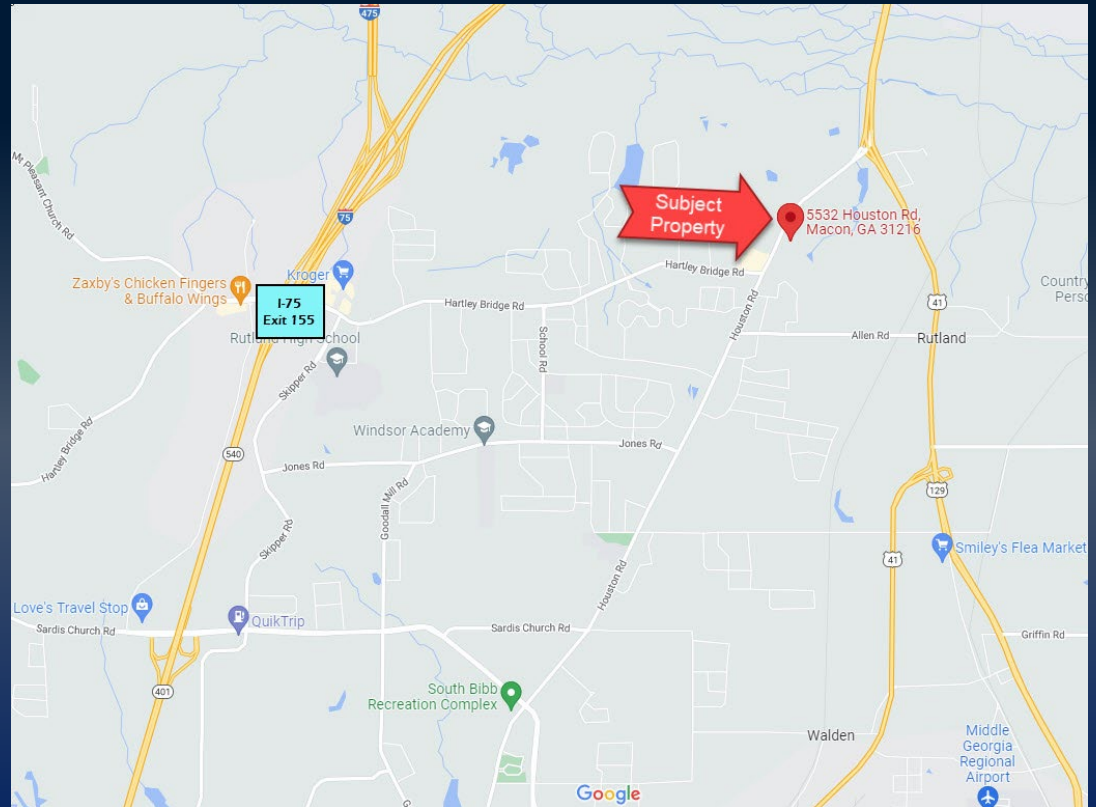 475
Mt Pleasant Church Rd
75
Subject
Property
5532 Houston Rd,
Macon, GA 31216
Zaxby's Chicken Fingers
& Buffalo Wings
Kroger
I-75
Exit 155
Hartley Bridge Rd
Hartley Bridge Rd
Houston Rd
41
Country
Perso
Rutland High School
School Rd
Allen Rd
Rutland
Skipper Rd
Windsor Academy
Jones Rd
Hartley Bridge Rd
540
Jones Rd
Goodall Mill Rd
129
Skipper Rd
41
Smiley's Flea Market
Houston Rd
Love's Travel Stop
QuikTrip
Sardis Church Rd
Sardis Church Rd
Griffin Rd
401
South Bibb
Recreation Complex
Walden
Middle
Georgia
Regional
Airport
Google